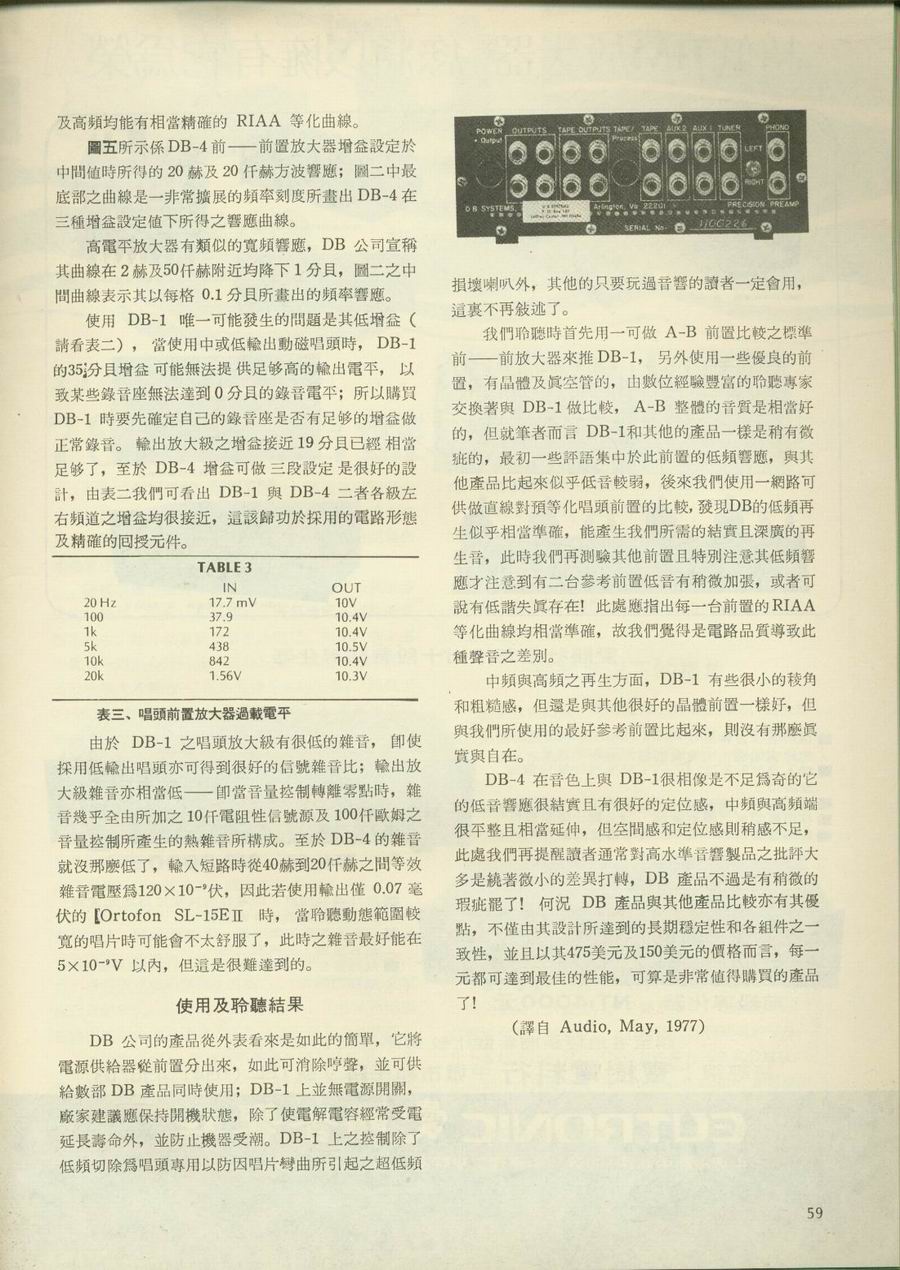 及高頻均能有相當精確的 RIAA 等化曲線。
圖五所示係DB-4前——前置放大器增益設定於
中間值時所得的 20 赫及 20 仟赫方波響應；圖二中最
底部之曲線是一非常擴展的頻率刻度所畫出 DB-4 在
三種增益設定值下所得之響應曲線。
高電平放大器有類似的寬頻響應，DB 公司宣稱
其曲線在 2 赫及50仟赫附近均降下 1 分貝，圖二之中
間曲線表示其以每格 0.1 分貝所畫出的頻率響應。
使用 DB-1 唯一可能發生的問題是其低增益（
請看表二），當使用中或低輸出動磁唱頭時， DB-1
的35分貝增益 可能無法提 供足够高的輸出電平， 以
致某些錄音座無法達到 0 分貝的錄音電平；所以購買
DB-1 時要先確定自己的錄音座是否有足够的增益做
正常錄音。 輸出放大級之增益接近 19 分貝已經 相當
足够了，至於 DB-4 增益可做 三段設定 是很好的設
計，由表二我們可看出 DB-1 與 DB-4 二者各級左
右頻道之增益均很接近，這該歸功於採用的電路形態
及精確的囘授元件。
TABLE 3
IN OUT
20 Hz 17.7 mV 10V
100 37.9 10.4V
1k 172 10.4V
5k 438 10.5V
10k 842 10.4V
20k 1.56V 10.3V
表三、唱頭前置放大器過載電平
由於 DB-1 之唱頭放大級有很低的雜音， 卽使
採用低輸出唱頭亦可得到很好的信號雜音比；輸出放
大級雜音亦相當低——卽當音量控制轉離零點時，雜
音幾乎全由所加之 10仟電阻性信號源及 100仟歐姆之
音量控制所產生的熱雜音所構成。至於 DB-4 的雜音
就沒那麽低了，輸入短路時從40赫到20仟赫之間等效
雜音電壓爲120×10⁻⁹伏，因此若使用輸出僅 0.07 毫
伏的【Ortofon SL-15EⅡ 時， 當聆聽動態範圍較
寬的唱片時可能會不太舒服了，此時之雜音最好能在
5×10⁻⁹V 以內，但這是很難達到的。
使用及聆聽結果
DB 公司的產品從外表看來是如此的簡單，它將
電源供給器從前置分出來，如此可消除哼聲，並可供
給數部 DB 產品同時使用；DB-1 上並無電源開關，
廠家建議應保持開機狀態，除了使電解電容經常受電
延長壽命外，並防止機器受潮。DB-1 上之控制除了
低頻切除爲唱頭專用以防因唱片彎曲所引起之超低頻
POWER OUTPUTS TAPE OUTPUTS TAPE/ TAPE AUX 2 AUX 1 TUNER PHONO
Output Process
LEFT
RIGHT
DB SYSTEMS, Arlington, Va 22201 PRECISION PREAMP
SERIAL No- 1100226
損壞喇叭外，其他的只要玩過音響的讀者一定會用，
這裏不再敍述了。
我們聆聽時首先用一可做 A-B 前置比較之標準
前——前放大器來推 DB-1， 另外使用一些優良的前
置，有晶體及眞空管的，由數位經驗豐富的聆聽專家
交換著與 DB-1 做比較， A-B 整體的音質是相當好
的，但就筆者而言 DB-1和其他的產品一樣是稍有微
疵的，最初一些評語集中於此前置的低頻響應，與其
他產品比起來似乎低音較弱，後來我們使用一網路可
供做直線對預等化唱頭前置的比較，發現DB的低頻再
生似乎相當準確，能產生我們所需的結實且深廣的再
生音，此時我們再測驗其他前置且特別注意其低頻響
應才注意到有二台參考前置低音有稍微加張，或者可
說有低諧失眞存在！此處應指出每一台前置的RIAA
等化曲線均相當準確，故我們覺得是電路品質導致此
種聲音之差別。
中頻與高頻之再生方面，DB-1 有些很小的稜角
和粗糙感，但還是與其他很好的晶體前置一樣好，但
與我們所使用的最好參考前置比起來，則沒有那麽眞
實與自在。
DB-4 在音色上與 DB-1很相像是不足爲奇的它
的低音響應很結實且有很好的定位感，中頻與高頻端
很平整且相當延伸，但空間感和定位感則稍感不足，
此處我們再提醒讀者通常對高水準音響製品之批評大
多是繞著微小的差異打轉，DB 產品不過是有稍微的
瑕疵罷了！ 何況 DB 產品與其他產品比較亦有其優
點，不僅由其設計所達到的長期穩定性和各組件之一
致性，並且以其475美元及150美元的價格而言，每一
元都可達到最佳的性能，可算是非常値得購買的產品
了！
（譯自 Audio, May, 1977）
59